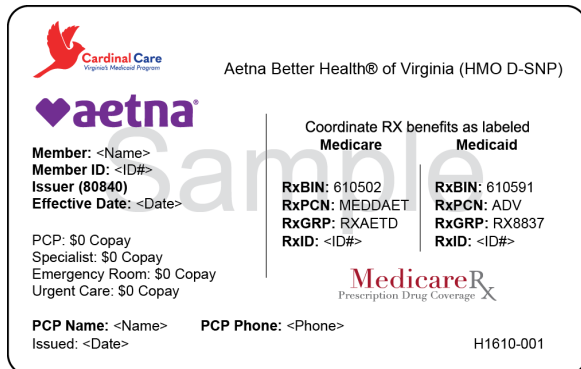 Cardinal Care
Virginia's Medicaid Program
Aetna Better Health® of Virginia (HMO D-SNP)
aetna®
Sample
Member: <Name>
Member ID: <ID#>
Issuer (80840)
Effective Date: <Date>
PCP: $0 Copay
Specialist: $0 Copay
Emergency Room: $0 Copay
Urgent Care: $0 Copay
Coordinate RX benefits as labeled
Medicare
RxBIN: 610502
RxPCN: MEDDAET
RxGRP: RXAETD
RxID: <ID#>
Medicaid
RxBIN: 610591
RxPCN: ADV
RxGRP: RX8837
RxID: <ID#>
MedicareRx
Prescription Drug Coverage
PCP Name: <Name> PCP Phone: <Phone>
Issued: <Date>
H1610-001